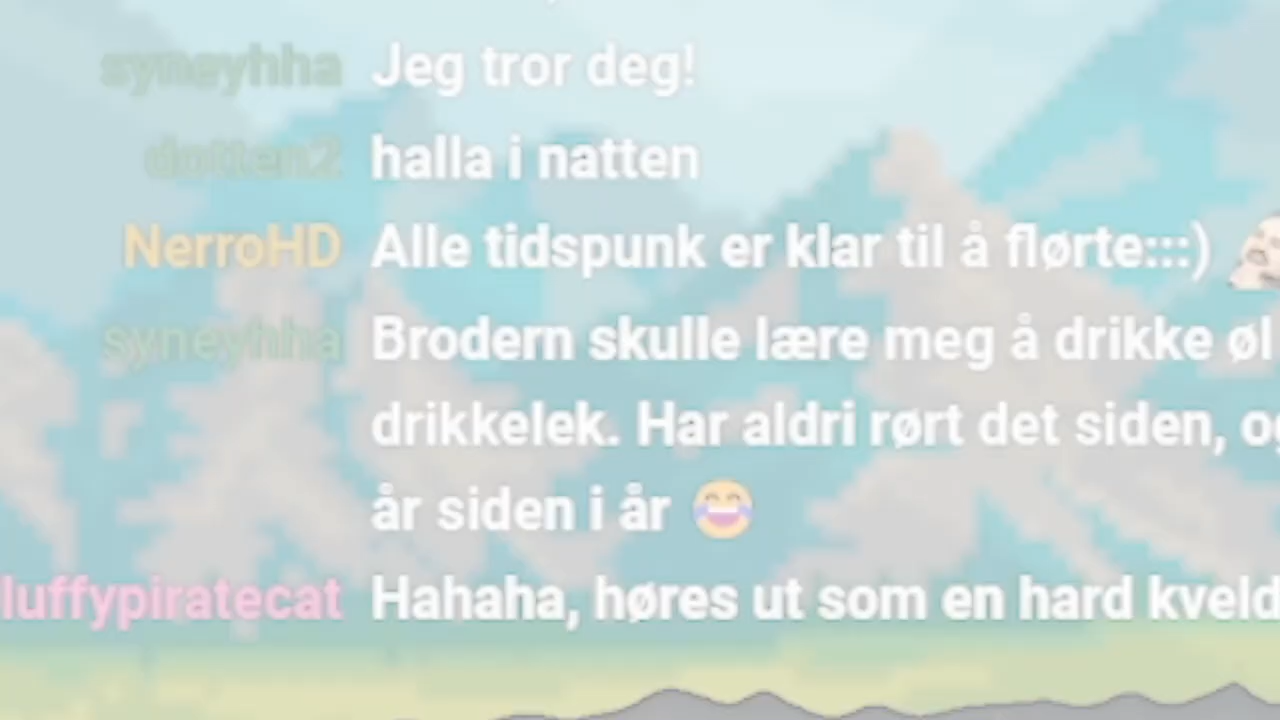 syneyhha Jeg tror deg!
dotten2 halla i natten
NerroHD Alle tidspunk er klar til å flørte:::)
syneyhha Brodern skulle lære meg å drikke øl
drikkelek. Har aldri rørt det siden,
år siden i år 😂
luffypiratecat Hahaha, høres ut som en hard kveld